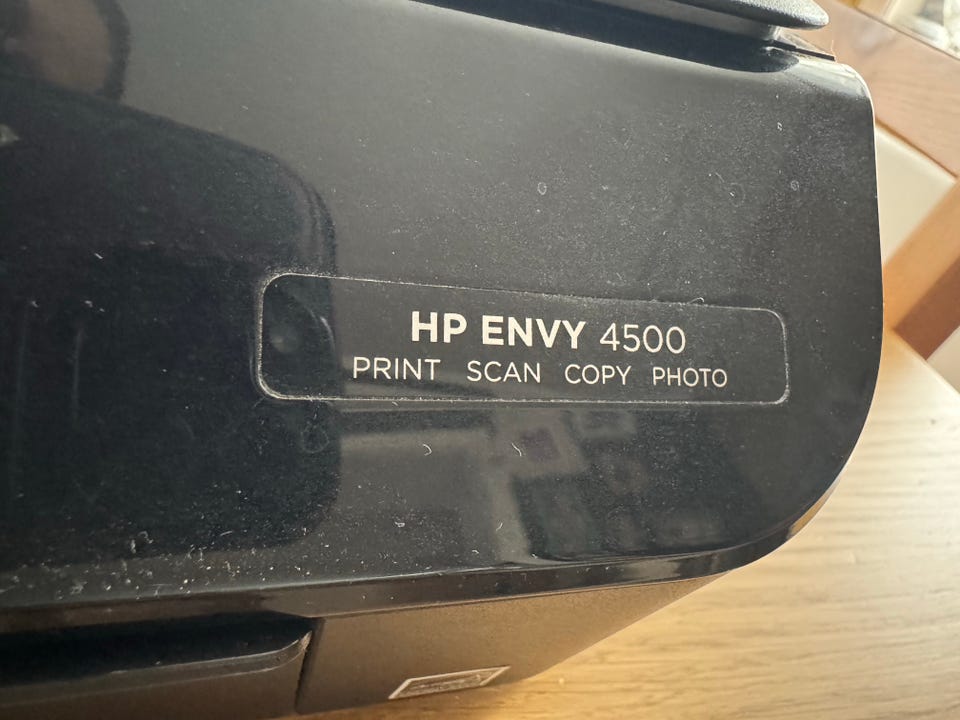 HP ENVY 4500
PRINT SCAN COPY PHOTO